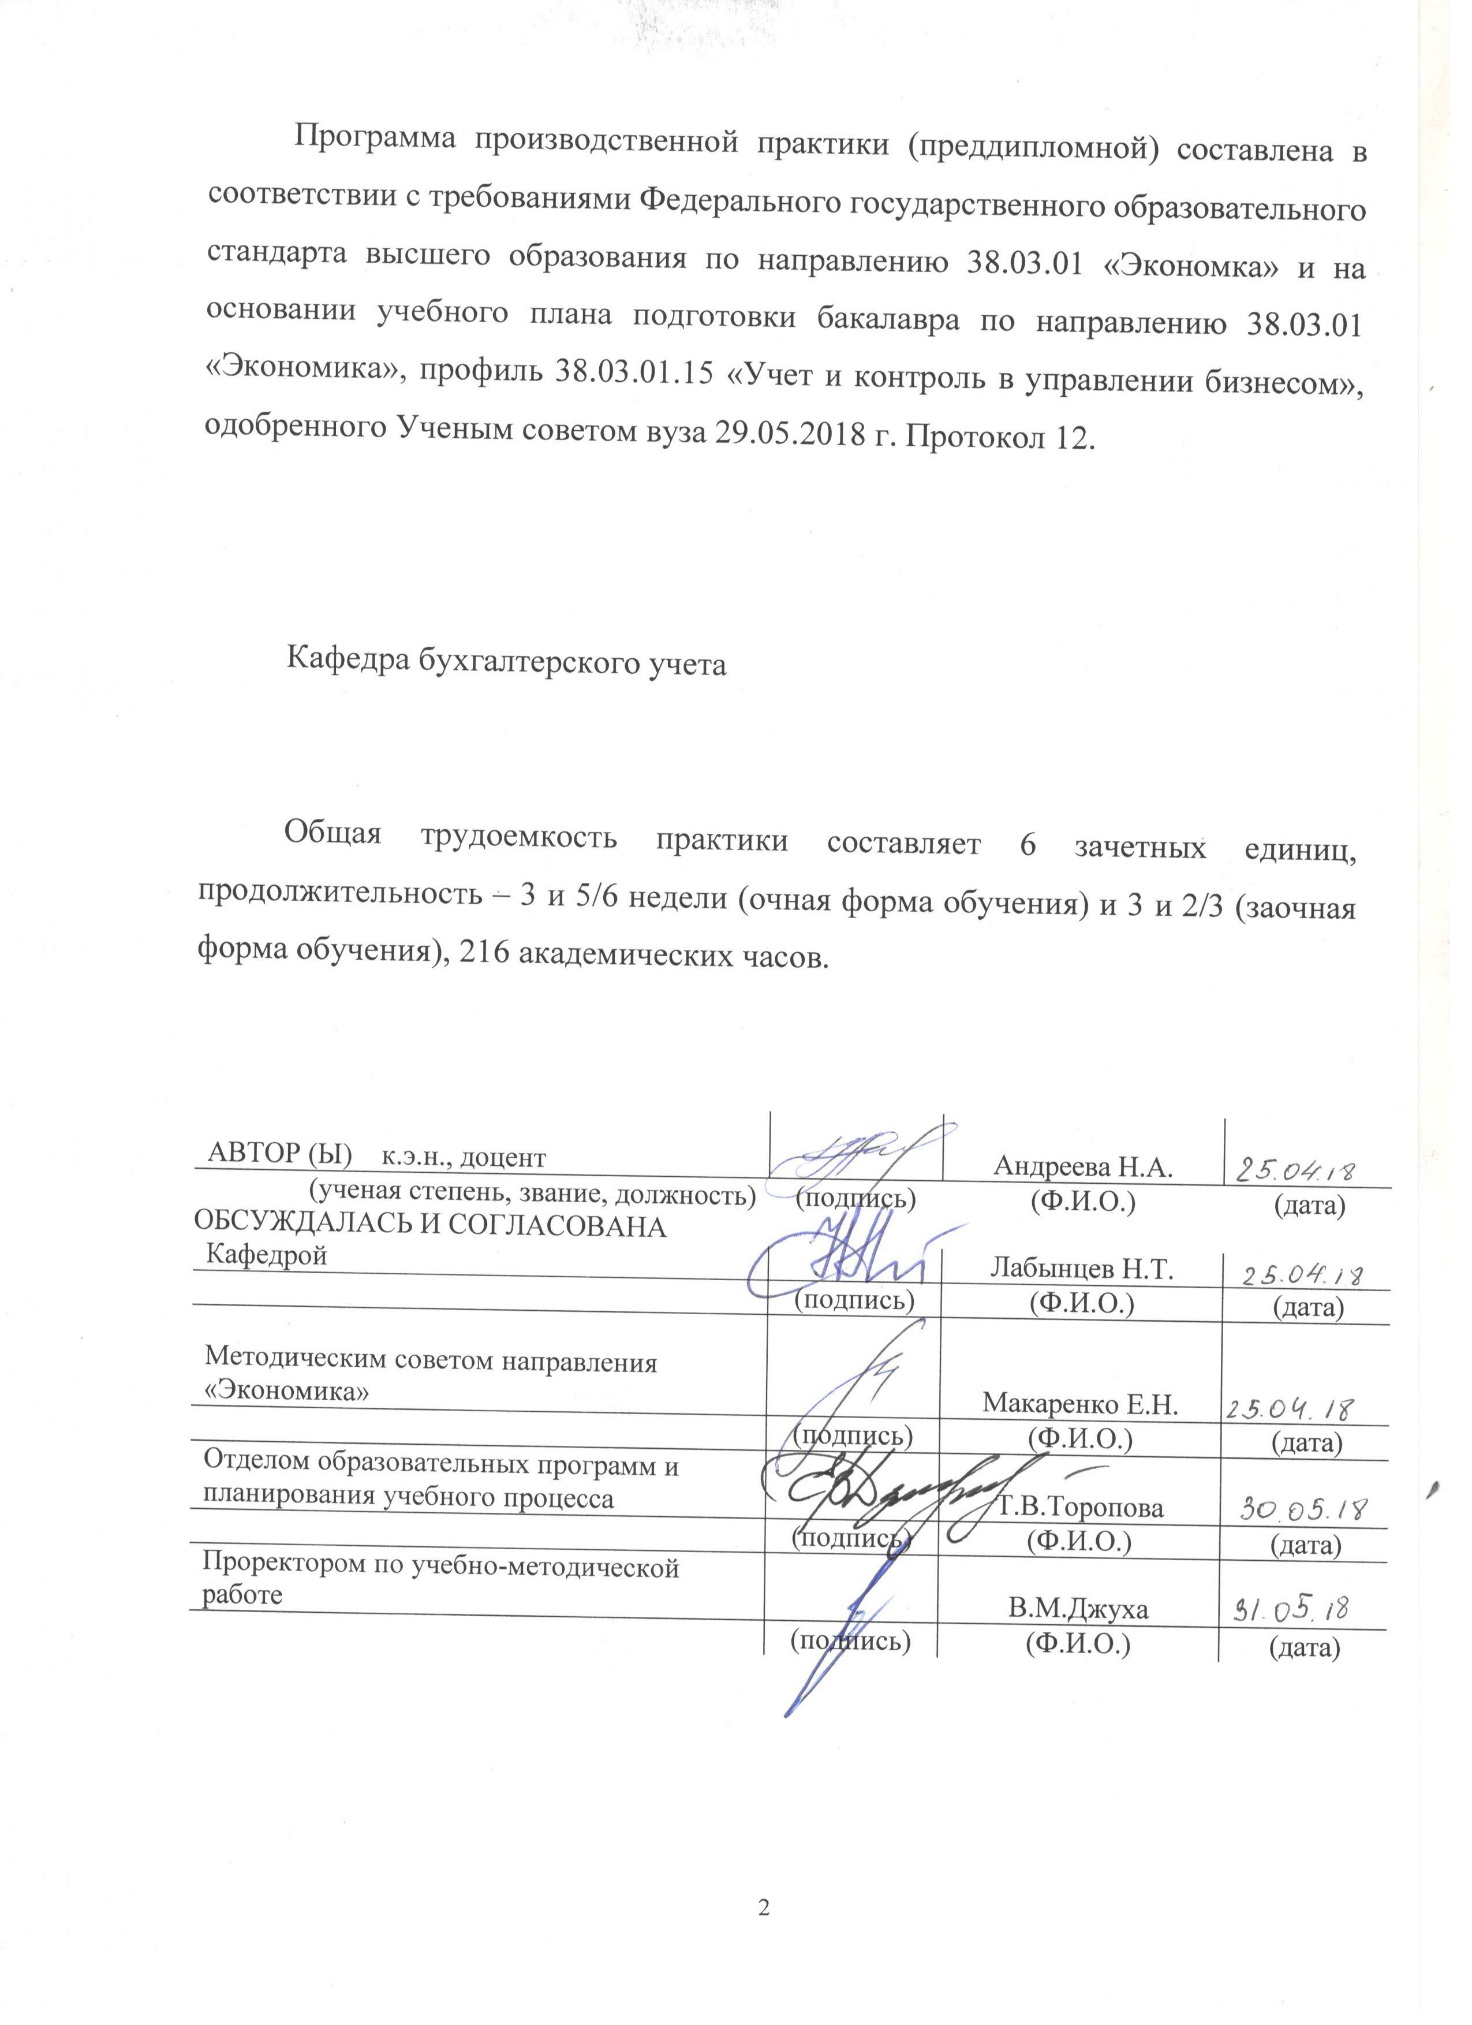 Программа производственной практики (преддипломной) составлена в
соответствии с требованиями Федерального государственного образовательного
стандарта высшего образования по направлению 38.03.01 «Экономка» и на
основании учебного плана подготовки бакалавра по направлению 38.03.01
«Экономика», профиль 38.03.01.15 «Учет и контроль в управлении бизнесом»,
одобренного Ученым советом вуза 29.05.2018 г. Протокол 12.
Кафедра бухгалтерского учета
Общая трудоемкость практики составляет 6 зачетных единиц,
продолжительность – 3 и 5/6 недели (очная форма обучения) и 3 и 2/3 (заочная
форма обучения), 216 академических часов.
АВТОР (Ы) к.э.н., доцент Андреева Н.А. 25.04.18
(ученая степень, звание, должность) (подпись) (Ф.И.О.) (дата)
ОБСУЖДАЛАСЬ И СОГЛАСОВАНА
Кафедрой Лабынцев Н.Т. 25.04.18
(подпись) (Ф.И.О.) (дата)
Методическим советом направления
«Экономика» Макаренко Е.Н. 25.04.18
(подпись) (Ф.И.О.) (дата)
Отделом образовательных программ и
планирования учебного процесса Т.В.Торопова 30.05.18
(подпись) (Ф.И.О.) (дата)
Проректором по учебно-методической
работе В.М.Джуха 31.05.18
(подпись) (Ф.И.О.) (дата)
2